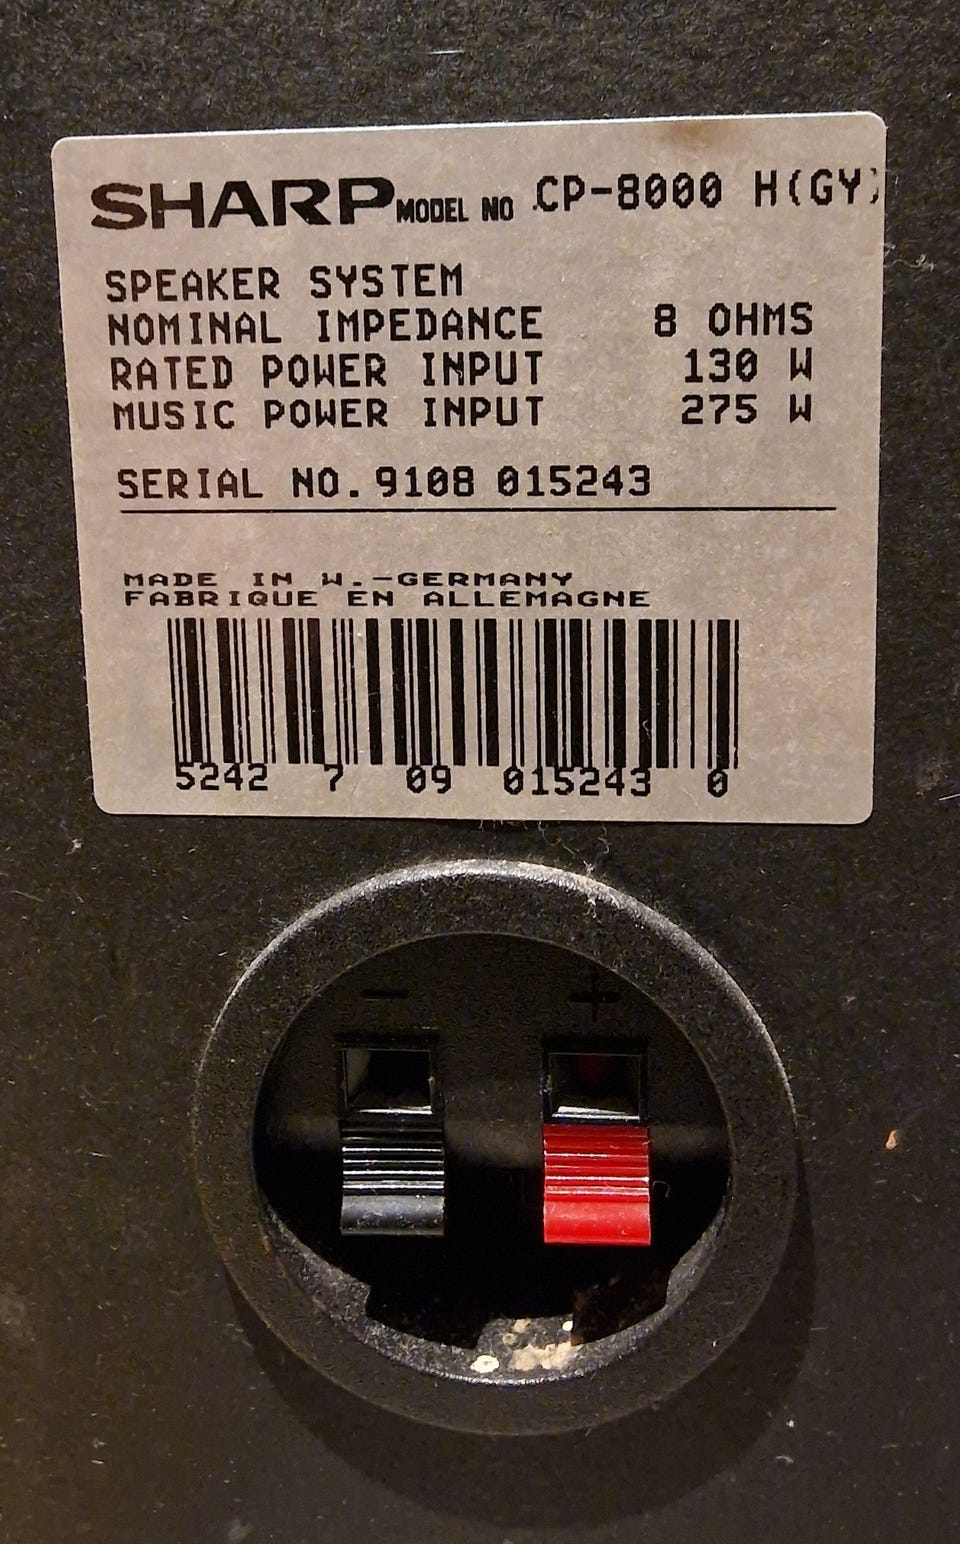 SHARP MODEL NO. CP-8000 H(GY)
SPEAKER SYSTEM
NOMINAL IMPEDANCE 8 OHMS
RATED POWER INPUT 130 W
MUSIC POWER INPUT 275 W
SERIAL NO. 9108 015243
MADE IN W.-GERMANY
FABRIQUE EN ALLEMAGNE
5242 7 09 015243 0
- +